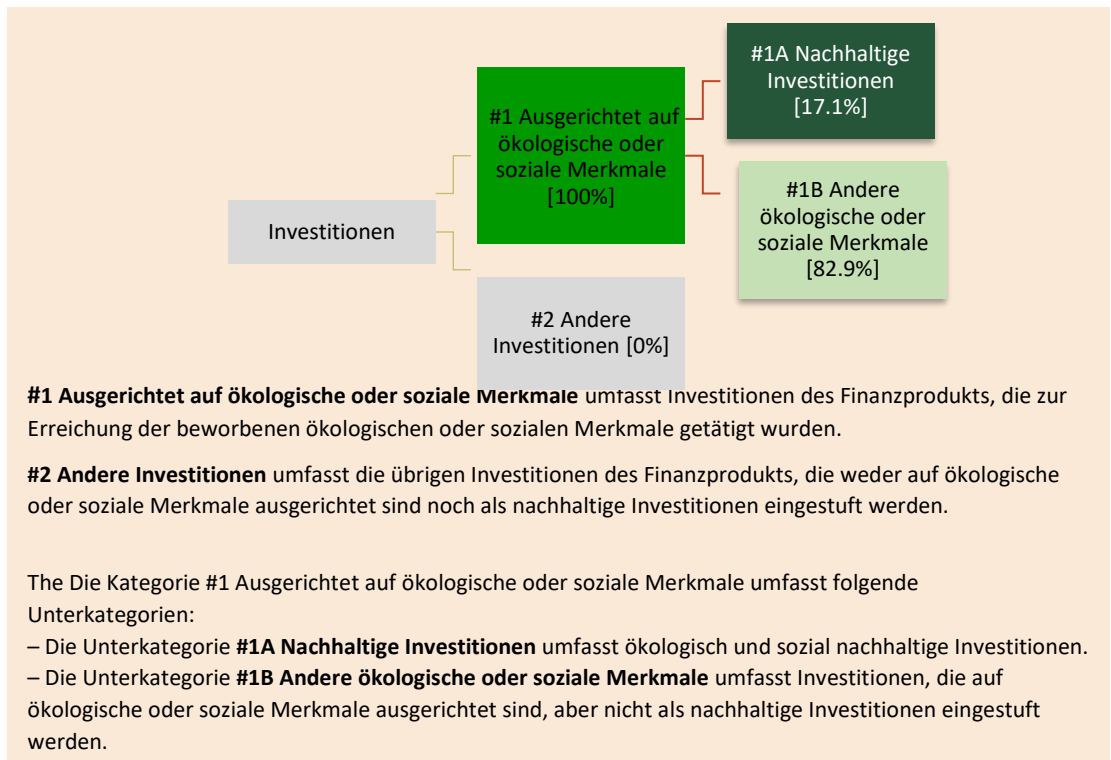 #1A Nachhaltige
Investitionen
[17.1%]
#1 Ausgerichtet auf
ökologische oder
soziale Merkmale
[100%]
#1B Andere
ökologische oder
soziale Merkmale
[82.9%]
Investitionen
#2 Andere
Investitionen [0%]
#1 Ausgerichtet auf ökologische oder soziale Merkmale umfasst Investitionen des Finanzprodukts, die zur
Erreichung der beworbenen ökologischen oder sozialen Merkmale getätigt wurden.
#2 Andere Investitionen umfasst die übrigen Investitionen des Finanzprodukts, die weder auf ökologische
oder soziale Merkmale ausgerichtet sind noch als nachhaltige Investitionen eingestuft werden.
The Die Kategorie #1 Ausgerichtet auf ökologische oder soziale Merkmale umfasst folgende
Unterkategorien:
– Die Unterkategorie #1A Nachhaltige Investitionen umfasst ökologisch und sozial nachhaltige Investitionen.
– Die Unterkategorie #1B Andere ökologische oder soziale Merkmale umfasst Investitionen, die auf
ökologische oder soziale Merkmale ausgerichtet sind, aber nicht als nachhaltige Investitionen eingestuft
werden.